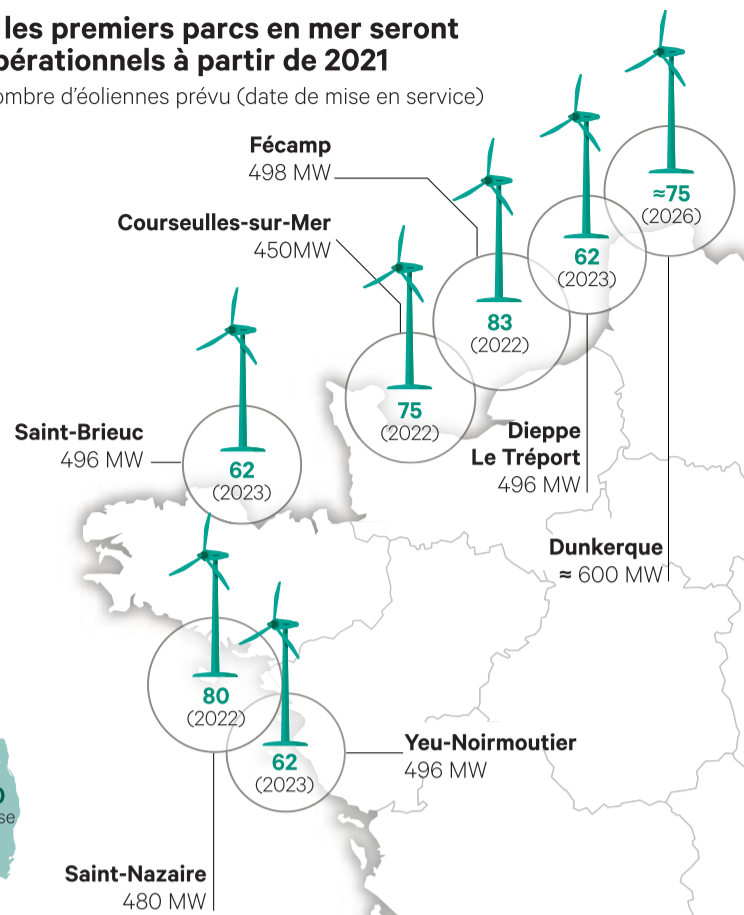 les premiers parcs en mer seront
pérationnels à partir de 2021
ombre d’éoliennes prévu (date de mise en service)
Fécamp
498 MW
Courseulles-sur-Mer
450MW
≈75
(2026)
62
(2023)
83
(2022)
75
(2022)
Saint-Brieuc
496 MW
62
(2023)
Dieppe
Le Tréport
496 MW
Dunkerque
≈ 600 MW
80
(2022)
62
(2023)
Yeu-Noirmoutier
496 MW
Saint-Nazaire
480 MW